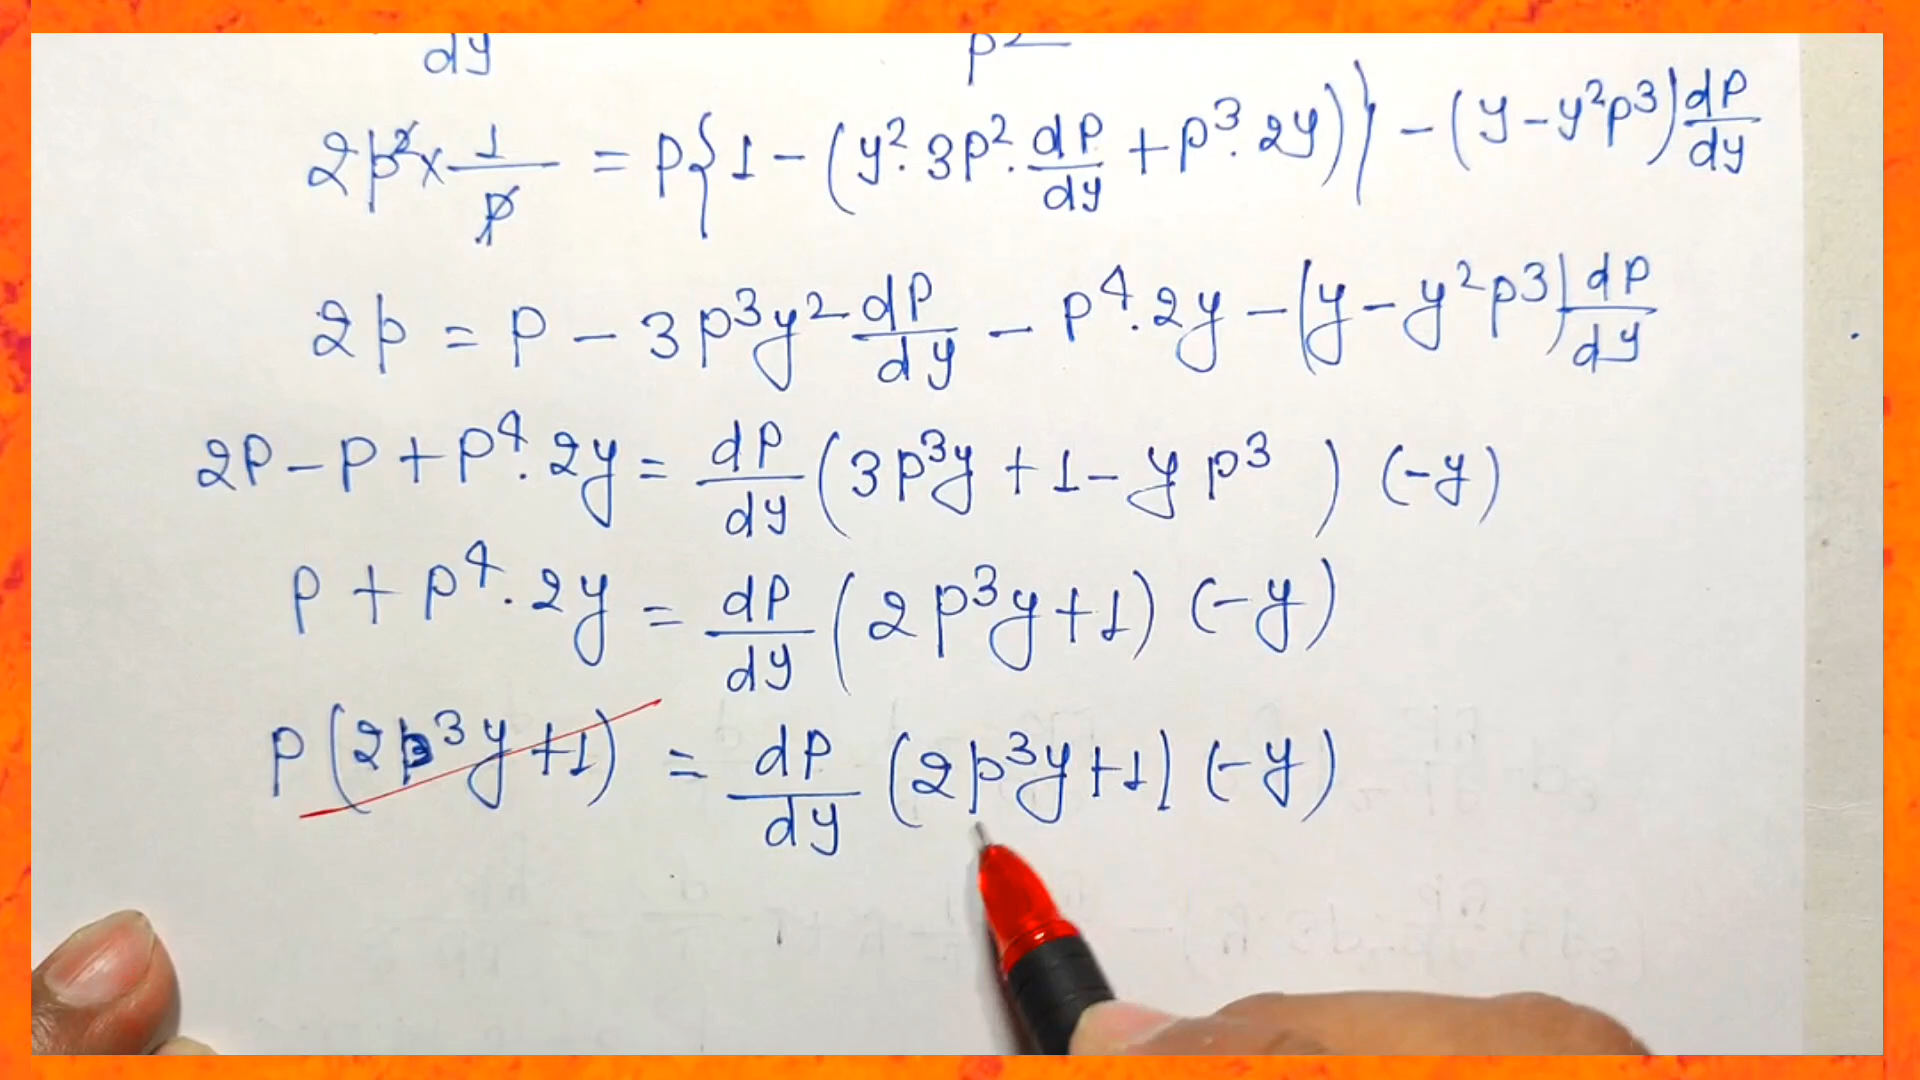 dy p²
2p² × 1/p = p{1 - (y². 3p². dp/dy + p³. 2y)} - (y - y²p³) dp/dy
2p = p - 3p³y² dp/dy - p⁴. 2y - (y - y²p³) dp/dy
2p - p + p⁴. 2y = dp/dy (3p³y + 1 - y p³) (-y)
p + p⁴. 2y = dp/dy (2p³y + 1) (-y)
p(2p³y + 1) = dp/dy (2p³y + 1) (-y)